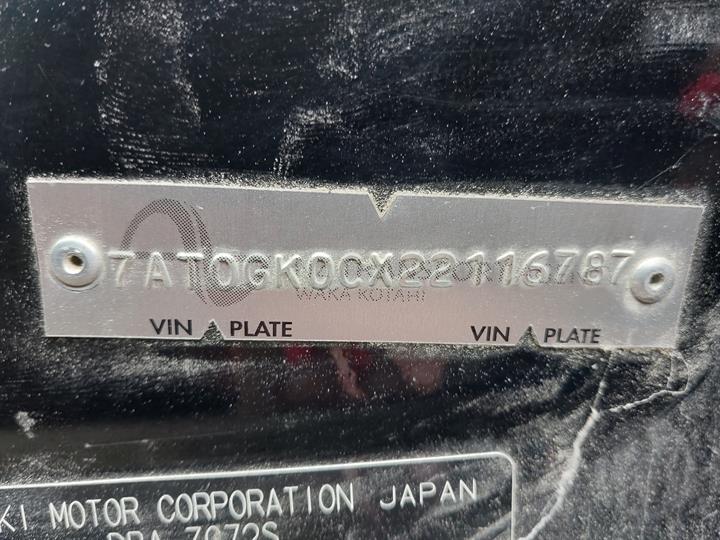 7AT0GK0CX22116787
WAKA KOTAHI
VIN PLATE VIN PLATE
KI MOTOR CORPORATION JAPAN